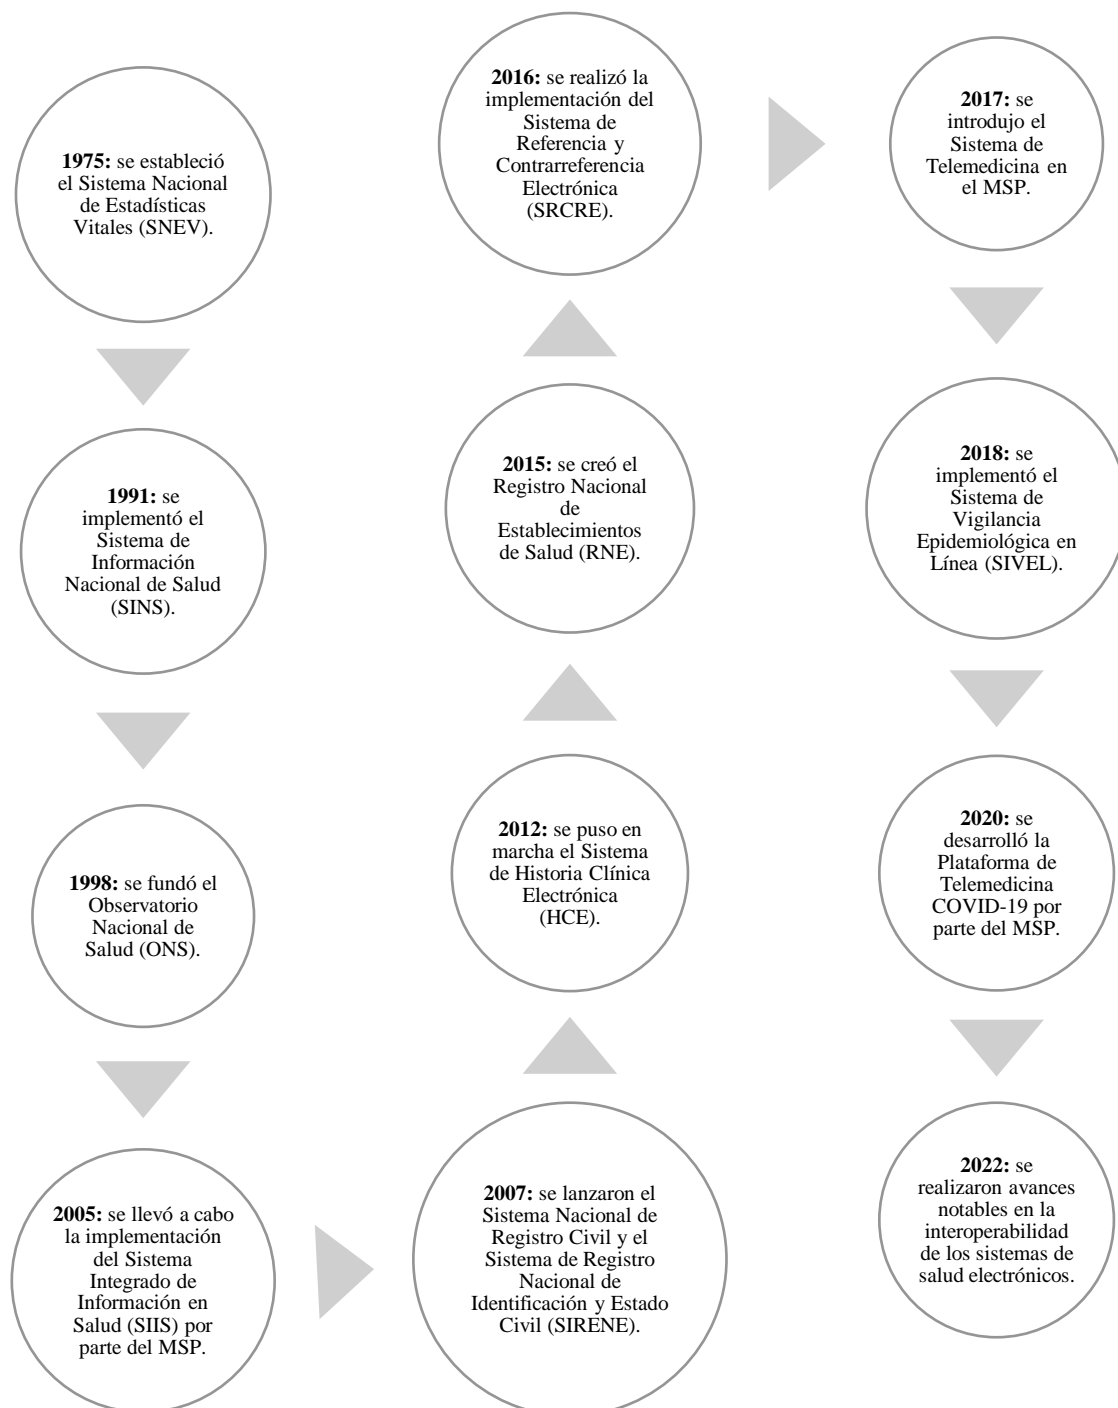 1975: se estableció
el Sistema Nacional
de Estadísticas
Vitales (SNEV).
1991: se
implementó el
Sistema de
Información
Nacional de Salud
(SINS).
1998: se fundó el
Observatorio
Nacional de
Salud (ONS).
2005: se llevó a cabo
la implementación
del Sistema
Integrado de
Información en
Salud (SIIS) por
parte del MSP.
2007: se lanzaron el
Sistema Nacional de
Registro Civil y el
Sistema de Registro
Nacional de
Identificación y Estado
Civil (SIRENE).
2012: se puso en
marcha el Sistema
de Historia Clínica
Electrónica
(HCE).
2015: se creó el
Registro Nacional
de
Establecimientos
de Salud (RNE).
2016: se realizó la
implementación del
Sistema de
Referencia y
Contrarreferencia
Electrónica
(SRCRE).
2017: se
introdujo el
Sistema de
Telemedicina en
el MSP.
2018: se
implementó el
Sistema de
Vigilancia
Epidemiológica en
Línea (SIVEL).
2020: se
desarrolló la
Plataforma de
Telemedicina
COVID-19 por
parte del MSP.
2022: se
realizaron avances
notables en la
interoperabilidad
de los sistemas de
salud electrónicos.